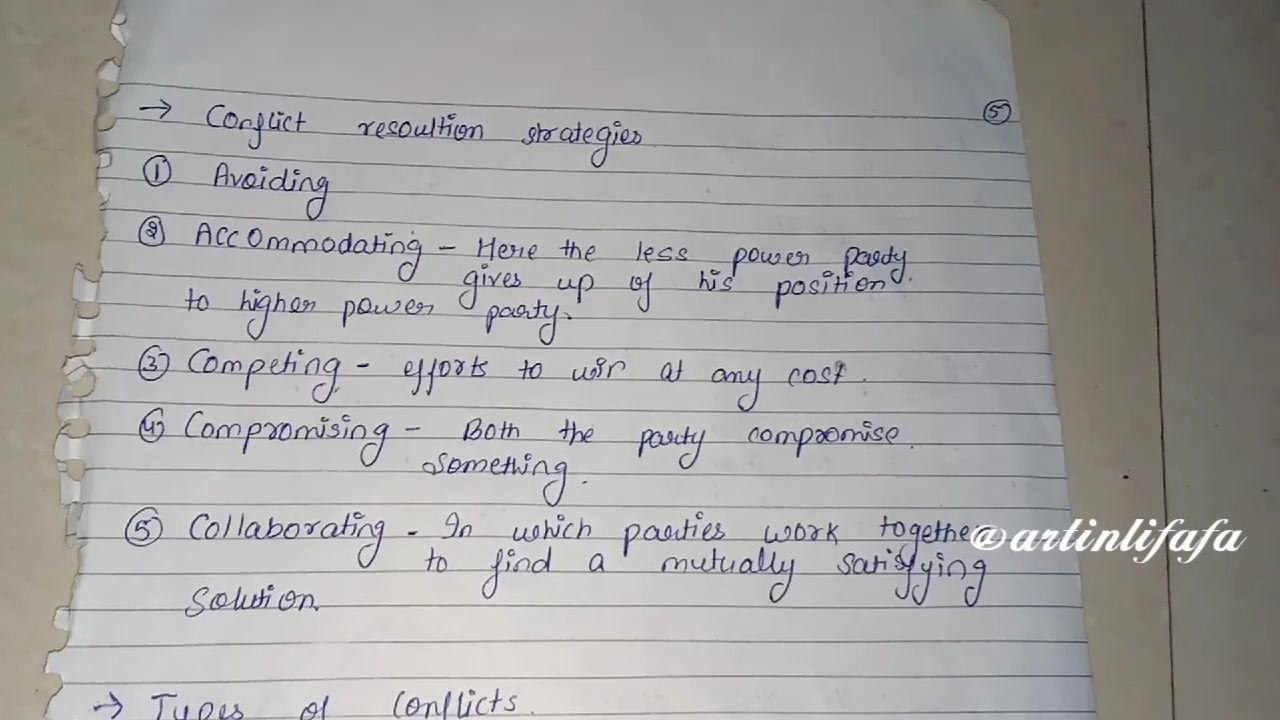 → Conflict resoultion strategies
⑤
① Avoiding
② Accommodating - Here the less power party
gives up of his position.
to higher power party.
③ Competing - efforts to win at any cost.
④ Compromising - Both the party compromise.
Something.
⑤ Collaborating - In which parties work together
@artinlifafa
to find a mutually satisfying
Solution.
→ Types of Conflicts.